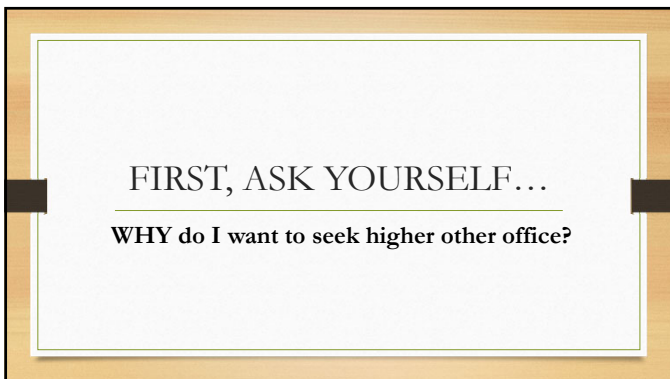 FIRST, ASK YOURSELF…
WHY do I want to seek higher other office?